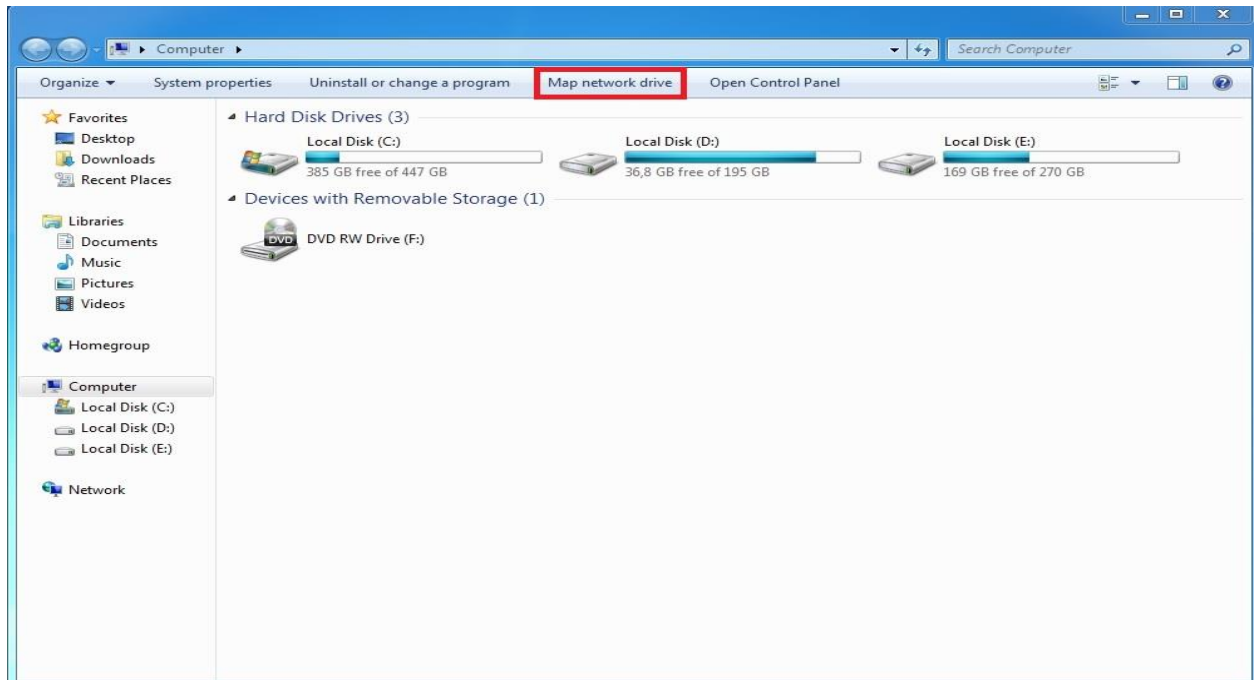 Computer
Search Computer
Organize System properties Uninstall or change a program Map network drive Open Control Panel
Favorites
Desktop
Downloads
Recent Places
Libraries
Documents
Music
Pictures
Videos
Homegroup
Computer
Local Disk (C:)
Local Disk (D:)
Local Disk (E:)
Network
Hard Disk Drives (3)
Local Disk (C:)
385 GB free of 447 GB
Local Disk (D:)
36,8 GB free of 195 GB
Local Disk (E:)
169 GB free of 270 GB
Devices with Removable Storage (1)
DVD
DVD RW Drive (F:)